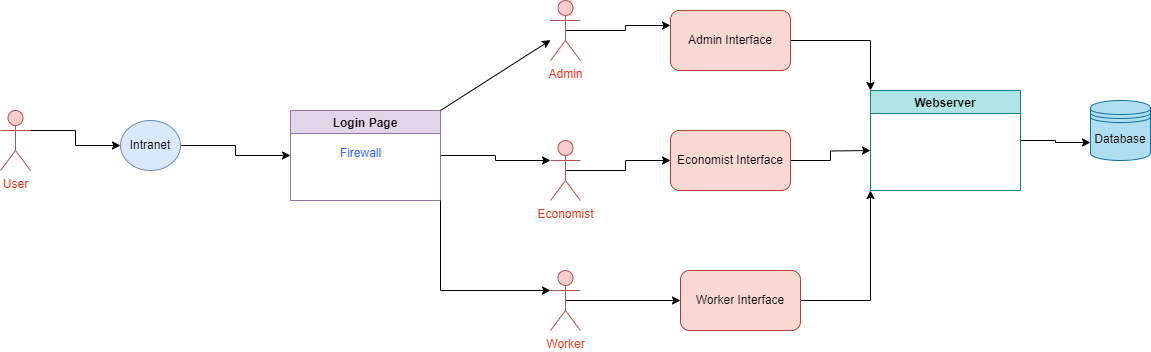 User
Intranet
Login Page
Firewall
Admin
Admin Interface
Economist
Economist Interface
Worker
Worker Interface
Webserver
Database